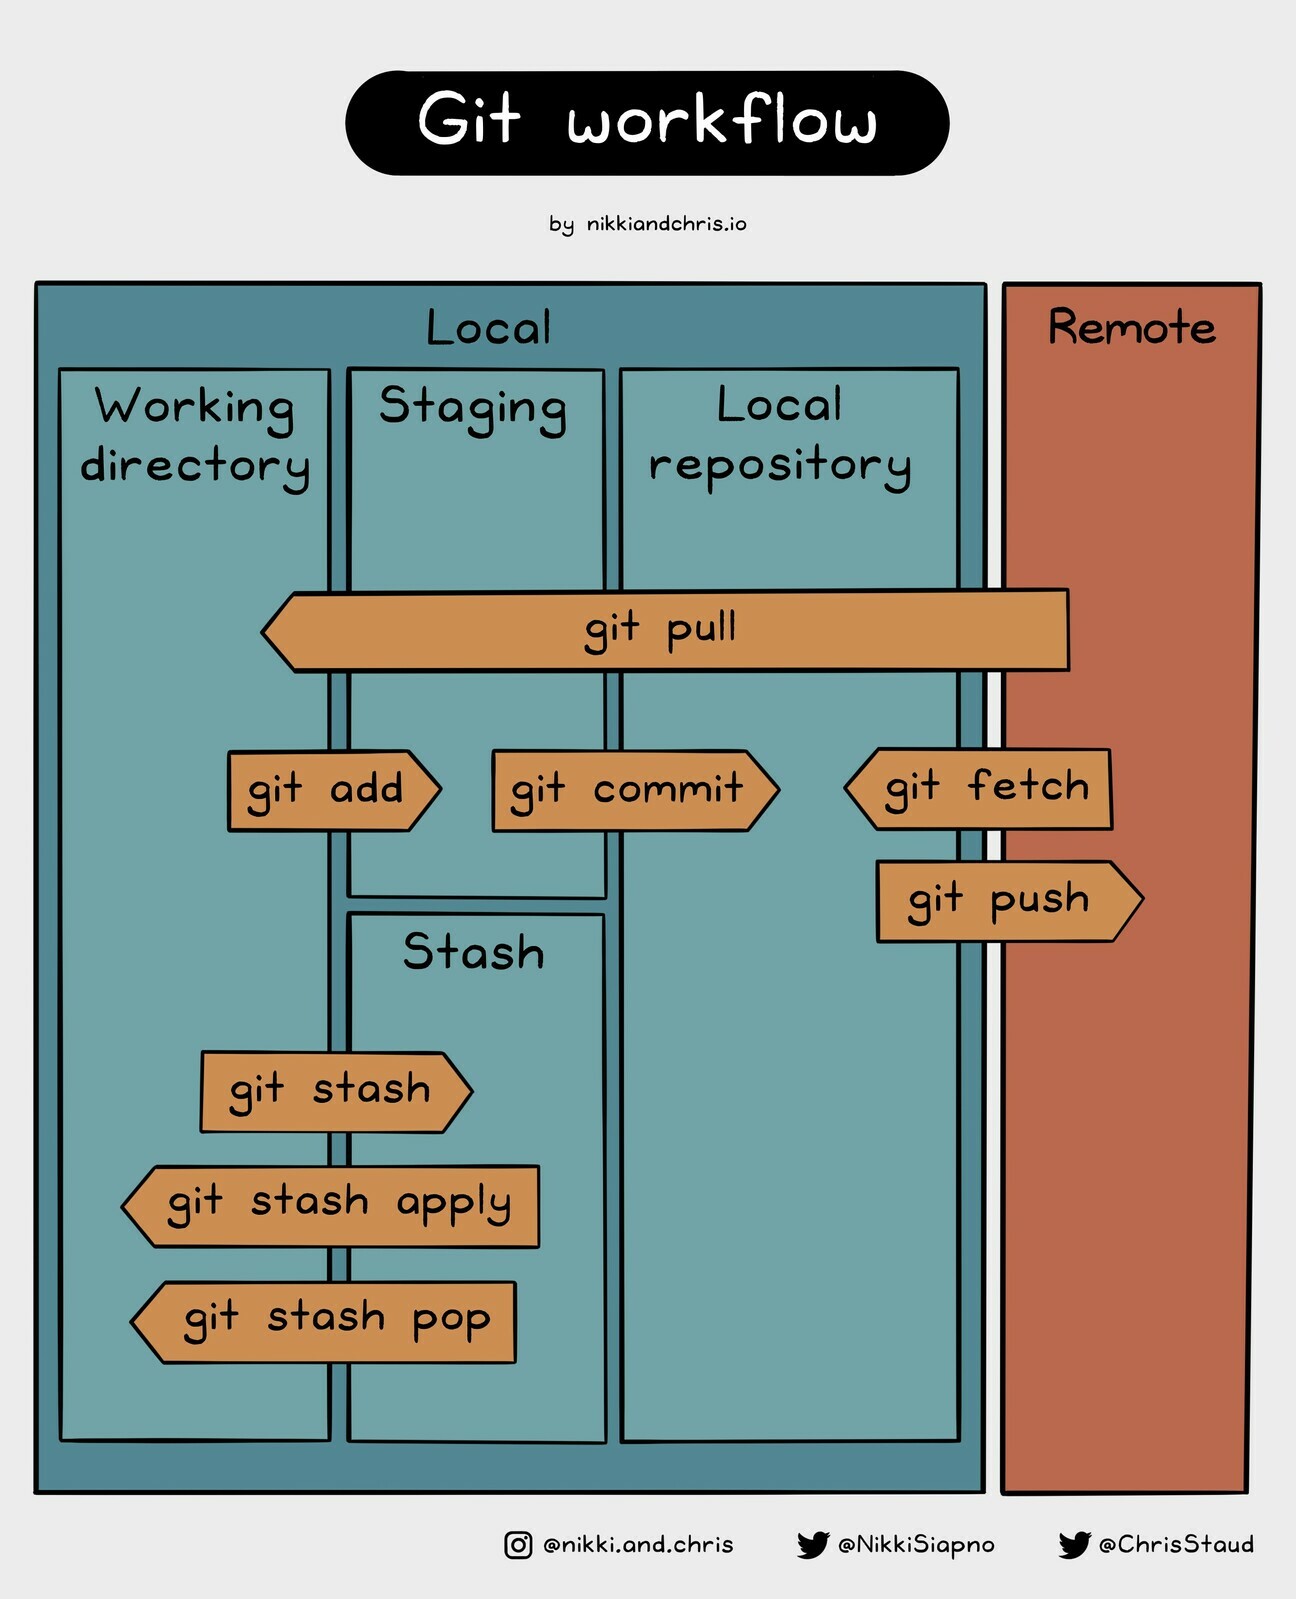 Git workflow
by nikkiandchris.io
Local
Remote
Working
directory
Staging
Local
repository
git pull
git add
git commit
git fetch
git push
Stash
git stash
git stash apply
git stash pop
@nikki.and.chris
@NikkiSiapno
@ChrisStaud